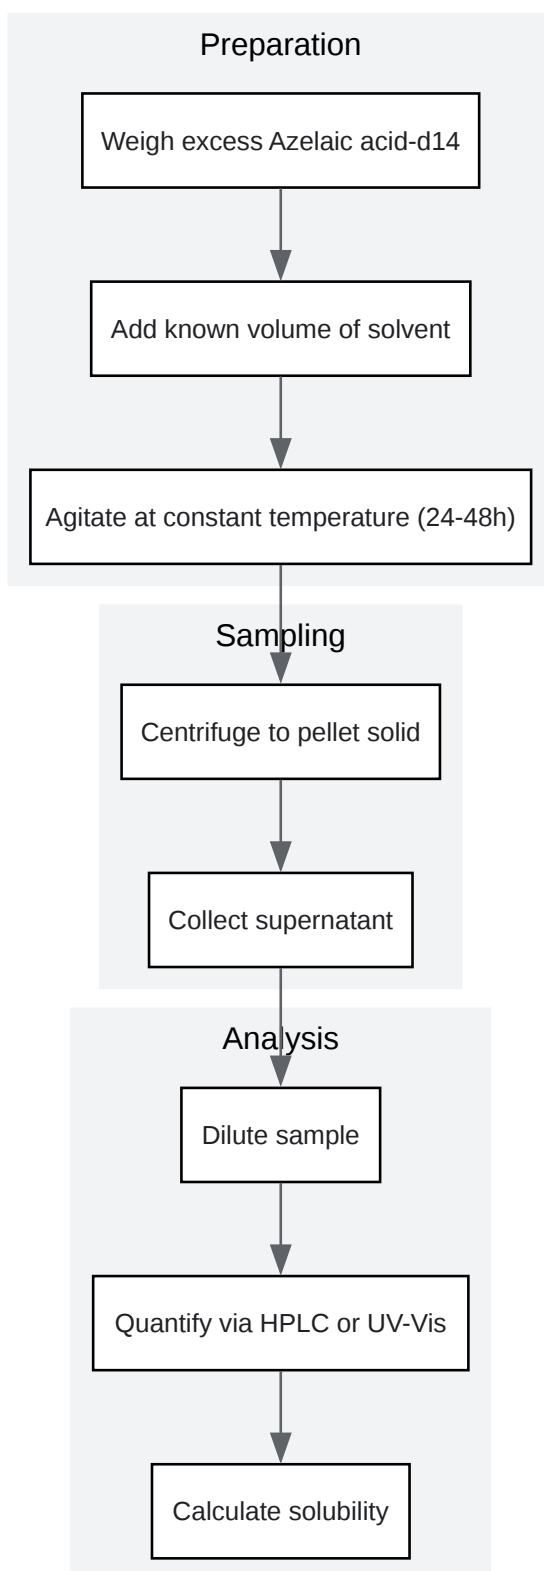 Preparation
Weigh excess Azelaic acid-d14
Add known volume of solvent
Agitate at constant temperature (24-48h)
Sampling
Centrifuge to pellet solid
Collect supernatant
Analysis
Dilute sample
Quantify via HPLC or UV-Vis
Calculate solubility